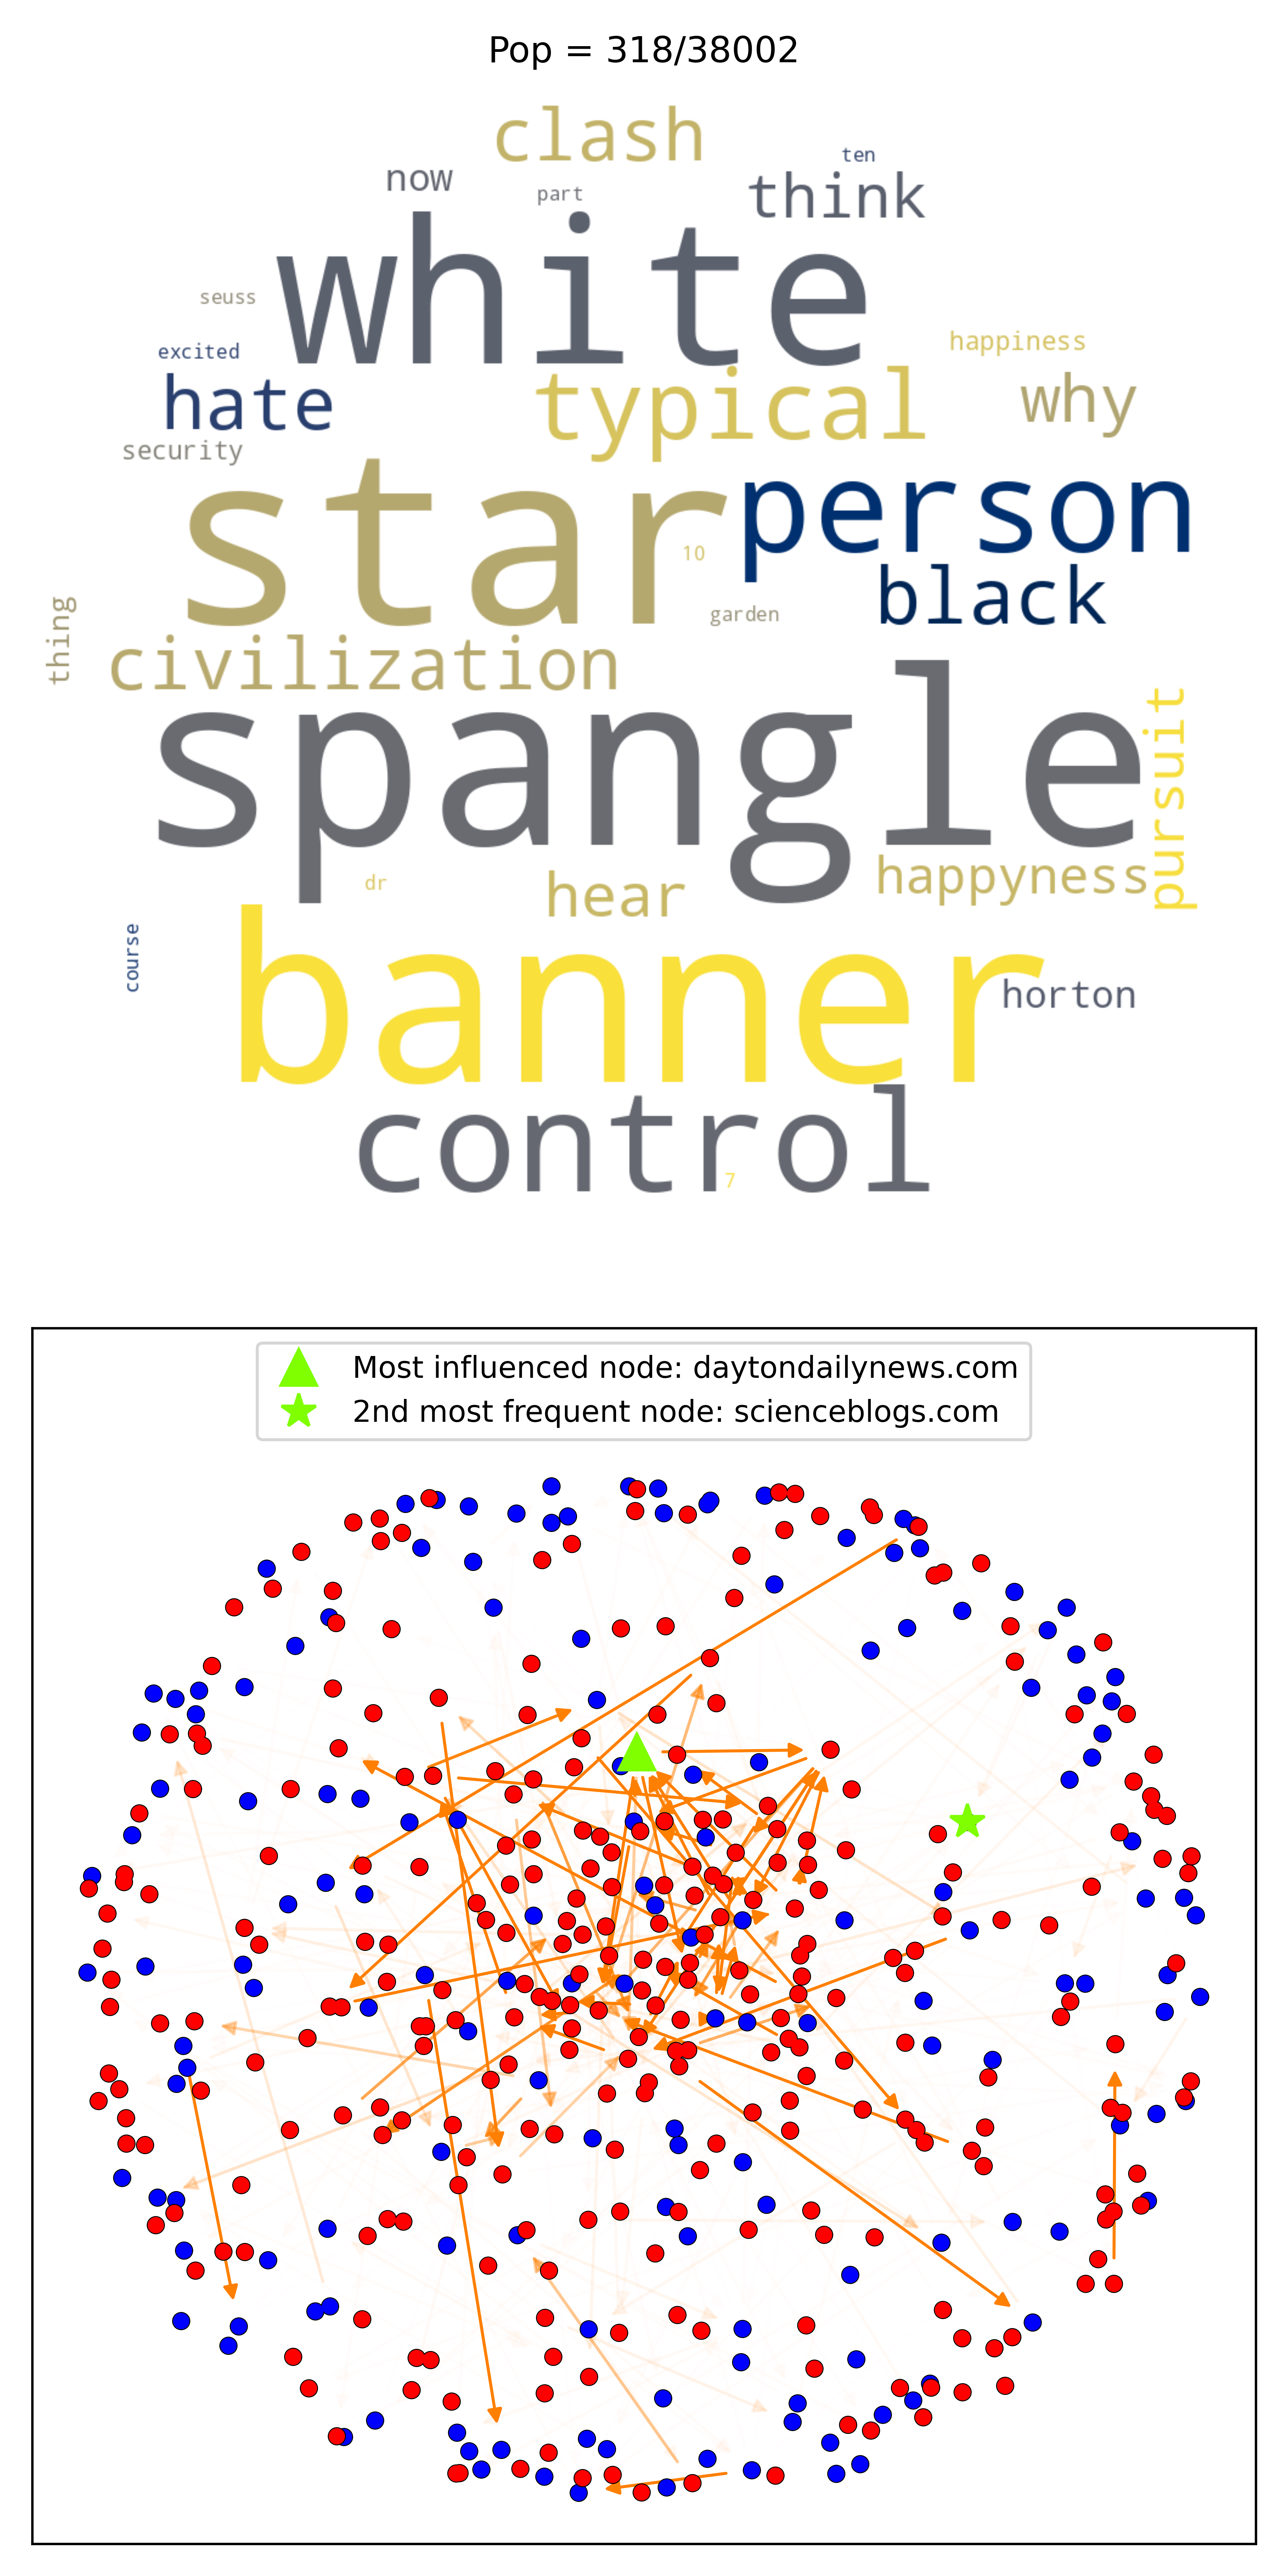 Pop = 318/38002
clash
ten
now
part
think
white
seuss
excited
happiness
hate
typical
why
security
star
person
10
black
thing
garden
civilization
spangle
pursuit
dr
hear
happyness
course
banner
horton
control
7
Most influenced node: daytondailynews.com
2nd most frequent node: scienceblogs.com